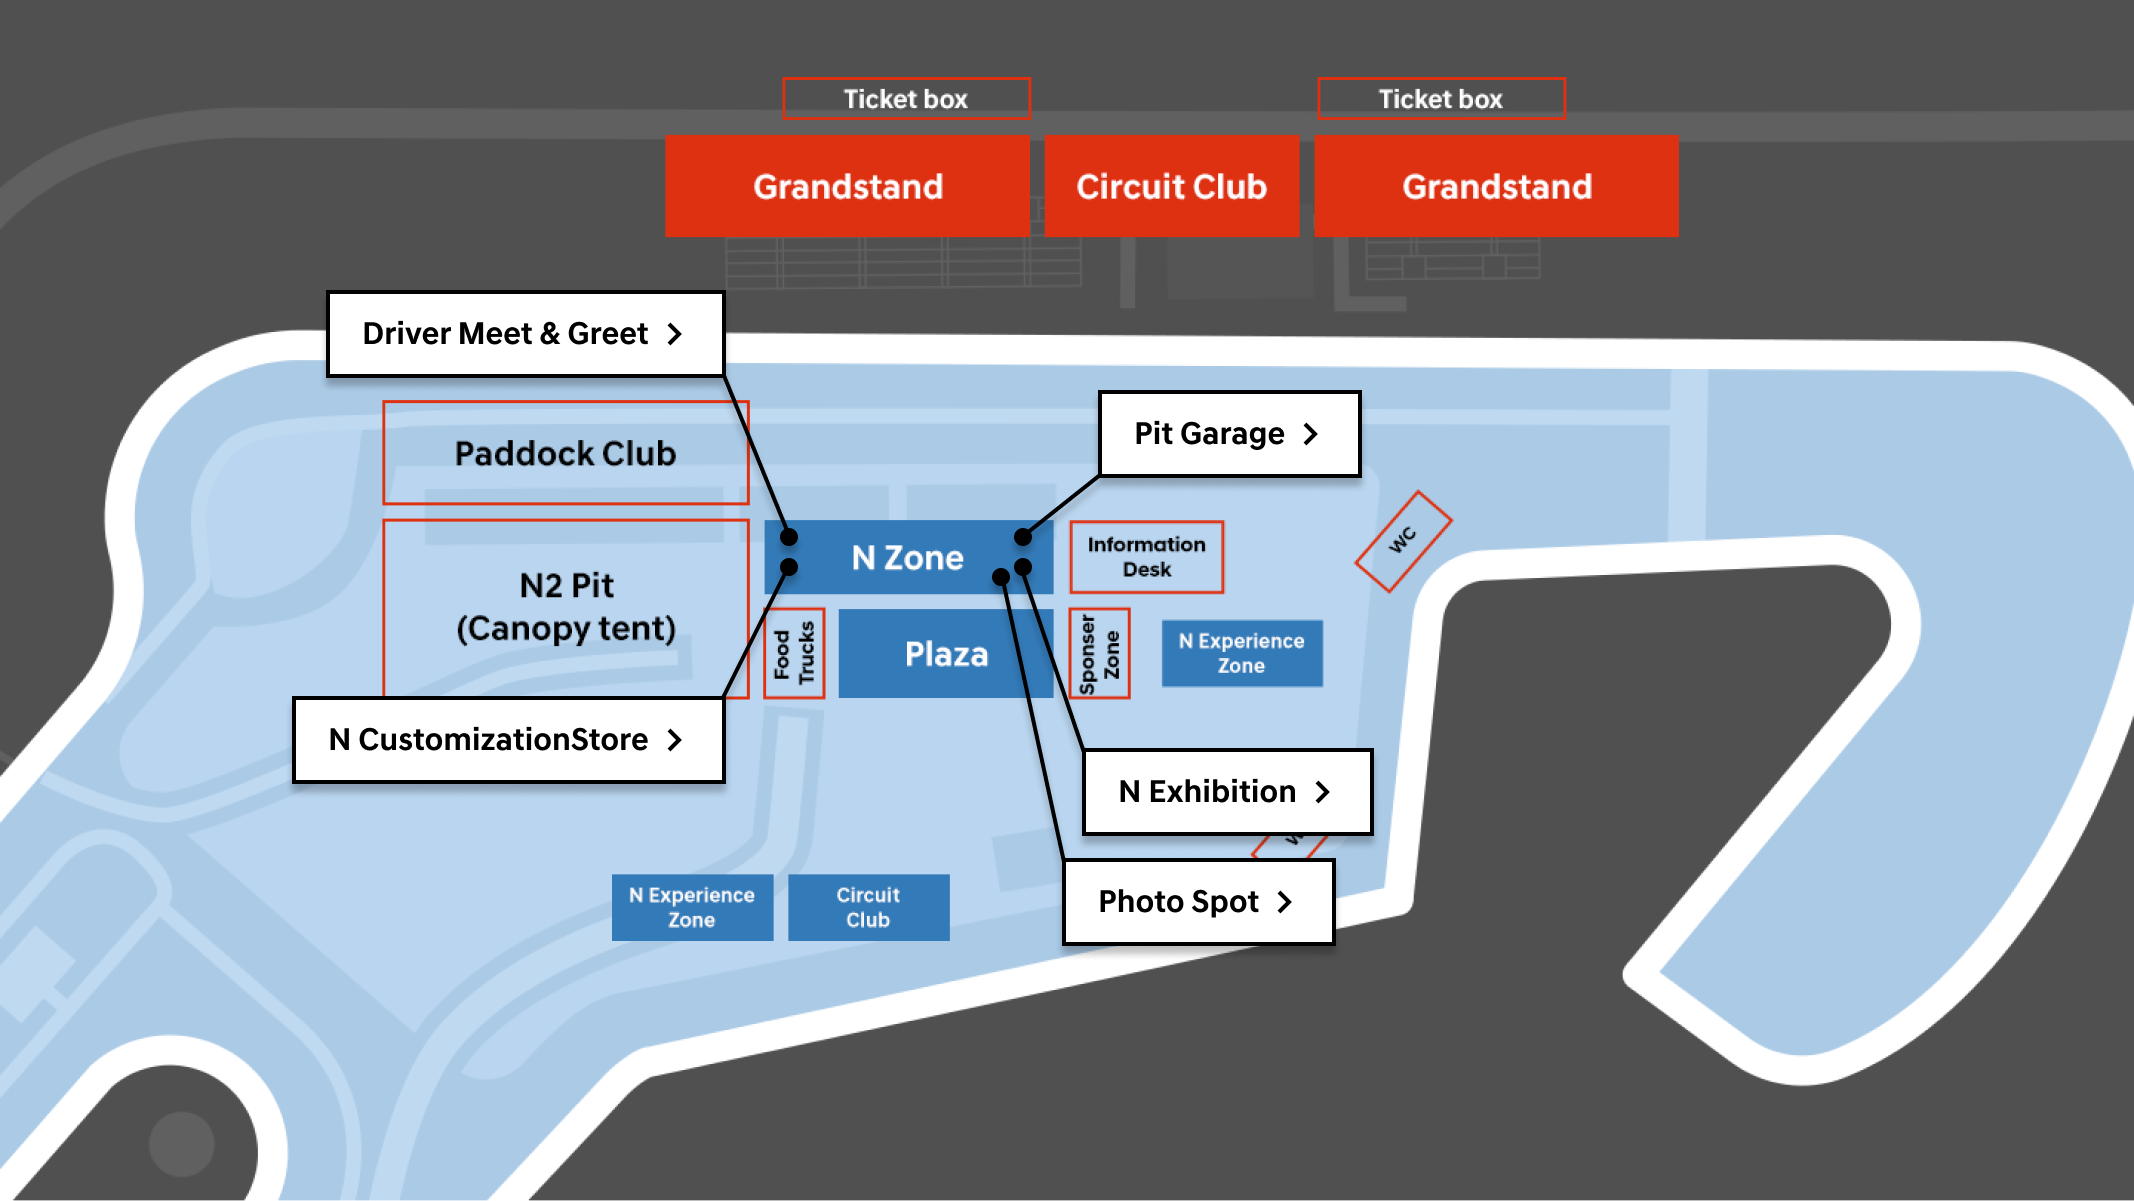 Ticket box
Ticket box
Grandstand
Circuit Club
Grandstand
Driver Meet & Greet
Pit Garage
Paddock Club
N2 Pit
(Canopy tent)
N Zone
Information
Desk
WC
Food
Trucks
Plaza
Sponser
Zone
N Experience
Zone
N CustomizationStore
N Exhibition
Photo Spot
N Experience
Zone
Circuit
Club